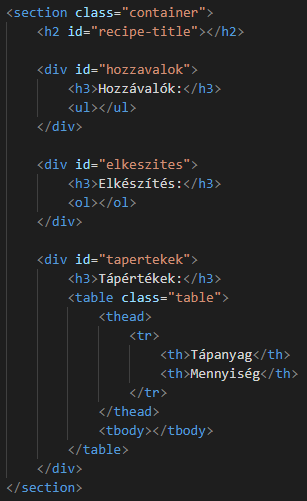 <section class="container">
<h2 id="recipe-title"></h2>
<div id="hozzavalok">
<h3>Hozzávalók:</h3>
<ul></ul>
</div>
<div id="elkeszites">
<h3>Elkészítés:</h3>
<ol></ol>
</div>
<div id="tapertekek">
<h3>Tápértékek:</h3>
<table class="table">
<thead>
<tr>
<th>Tápanyag</th>
<th>Mennyiség</th>
</tr>
</thead>
<tbody></tbody>
</table>
</div>
</section>